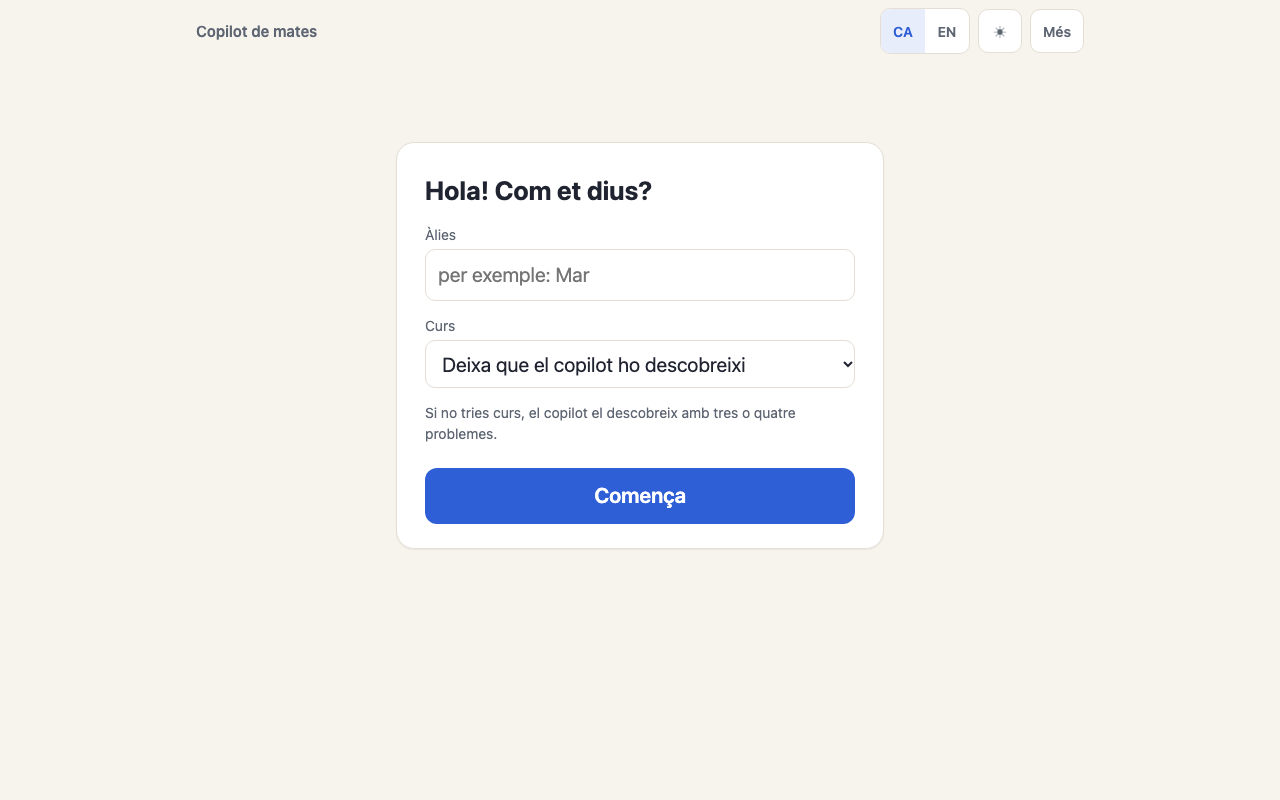 Copilot de mates
CA
EN
☀
Més
Hola! Com et dius?
Àlies
per exemple: Mar
Curs
Deixa que el copilot ho descobreixi
Si no tries curs, el copilot el descobreix amb tres o quatre
problemes.
Comença